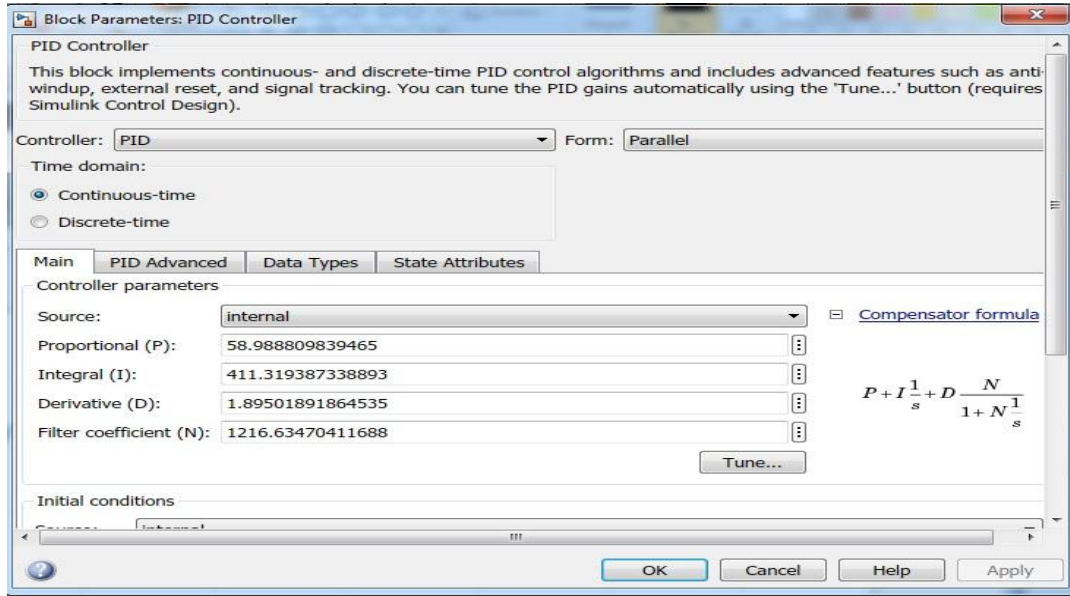 Block Parameters: PID Controller
PID Controller
This block implements continuous- and discrete-time PID control algorithms and includes advanced features such as anti-
windup, external reset, and signal tracking. You can tune the PID gains automatically using the 'Tune...' button (requires
Simulink Control Design).
Controller: PID Form: Parallel
Time domain:
Continuous-time
Discrete-time
Main PID Advanced Data Types State Attributes
Controller parameters
Source: internal Compensator formula
Proportional (P): 58.988809839465
Integral (I): 411.319387338893
Derivative (D): 1.89501891864535
Filter coefficient (N): 1216.63470411688
P + I 1/s + D N/(1 + N 1/s)
Tune...
Initial conditions
OK Cancel Help Apply